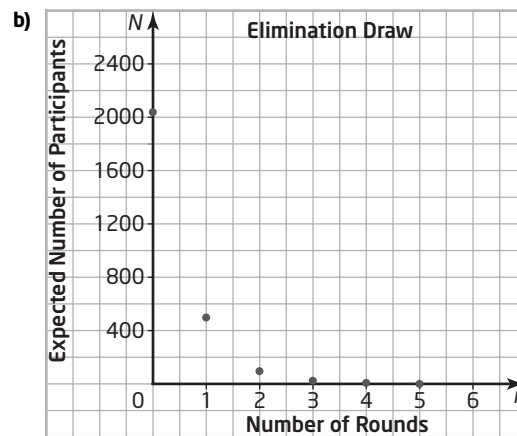 b)
N
Elimination Draw
Expected Number of Participants
2400
2000
1600
1200
800
400
0
1 2 3 4 5 6
Number of Rounds